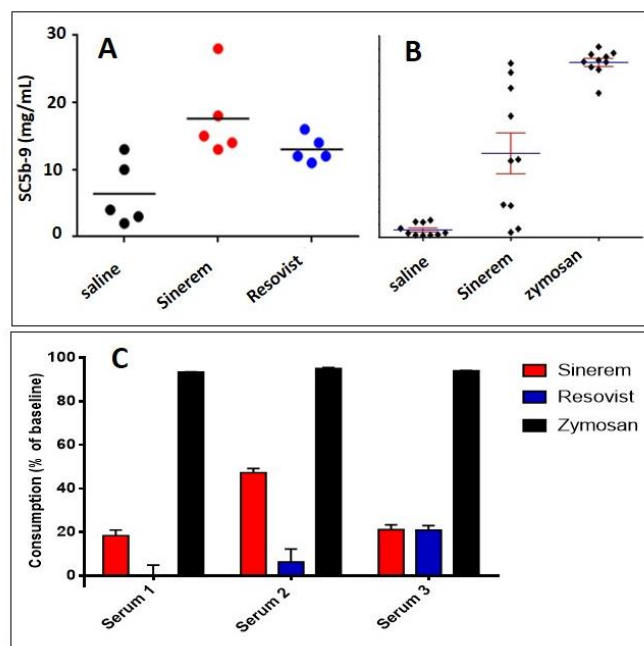 A
B
SC5b-9 (mg/mL)
30
20
10
0
saline
Sinerem
Resovist
saline
Sinerem
zymosan
C
Consumption (% of baseline)
100
80
60
40
20
0
Serum 1
Serum 2
Serum 3
Sinerem
Resovist
Zymosan